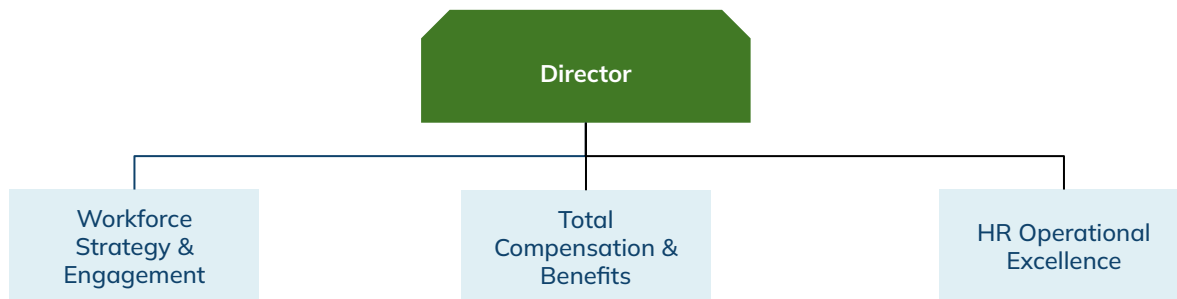 Director
Workforce
Strategy &
Engagement
Total
Compensation &
Benefits
HR Operational
Excellence